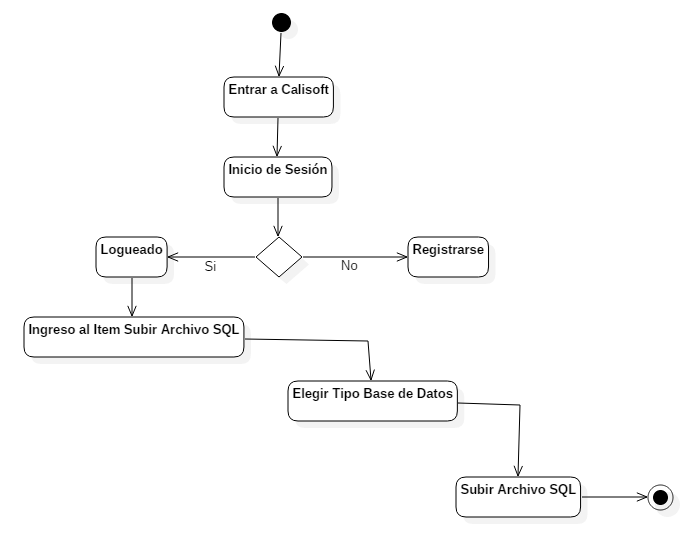 Entrar a Calisoft
Inicio de Sesión
Logueado
Si
No
Registrarse
Ingreso al Item Subir Archivo SQL
Elegir Tipo Base de Datos
Subir Archivo SQL